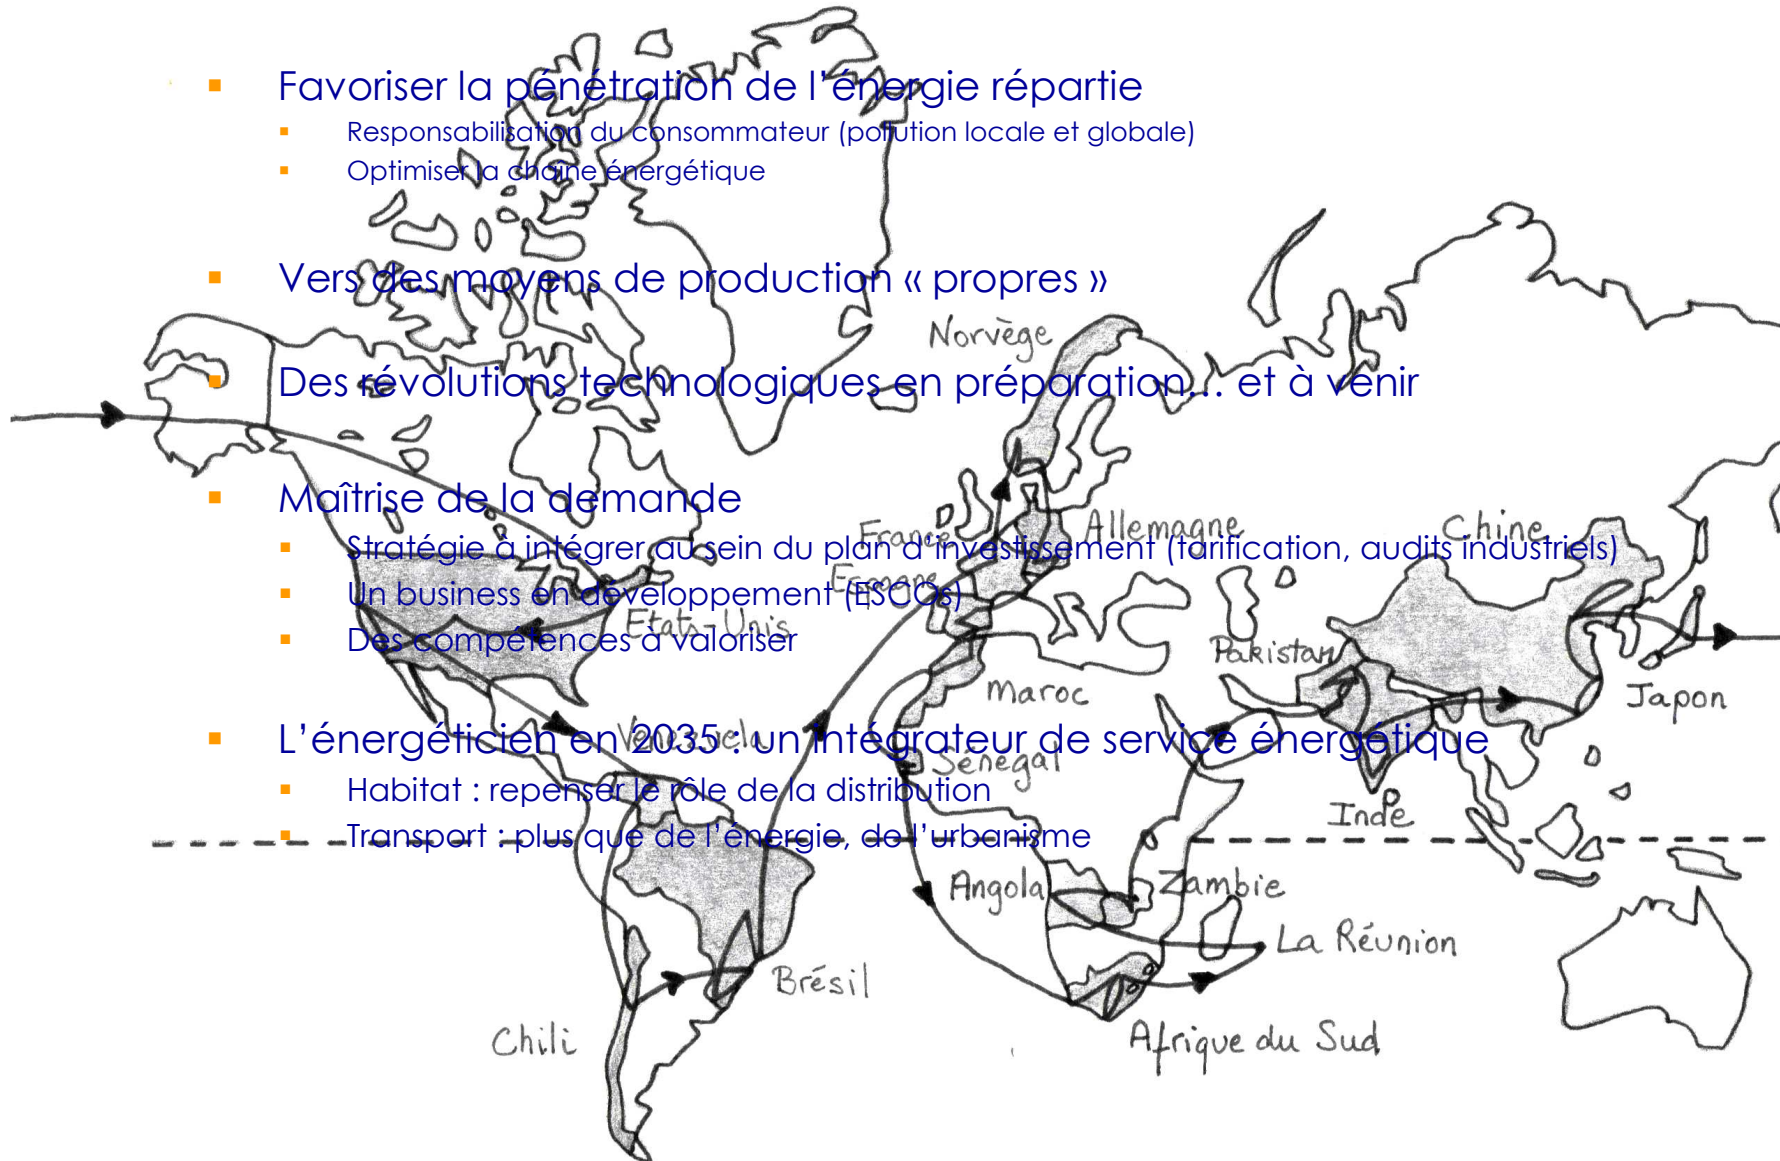 Favoriser la pénétration de l’énergie répartie
Responsabilisation du consommateur (pollution locale et globale)
Optimiser la chaîne énergétique
Vers des moyens de production « propres »
Norvège
Des révolutions technologiques en préparation… et à venir
Maîtrise de la demande
France
Allemagne
Chine
Stratégie à intégrer au sein du plan d’investissement (tarification, audits industriels)
Espagne
Un business en développement (ESCOs)
Etats-Unis
Des compétences à valoriser
Pakistan
Maroc
Japon
Venezuela
L’énergéticien en 2035 : un intégrateur de service énergétique
Sénégal
Habitat : repenser le rôle de la distribution
Inde
Transport : plus que de l’énergie, de l’urbanisme
Angola
Zambie
La Réunion
Brésil
Chili
Afrique du Sud